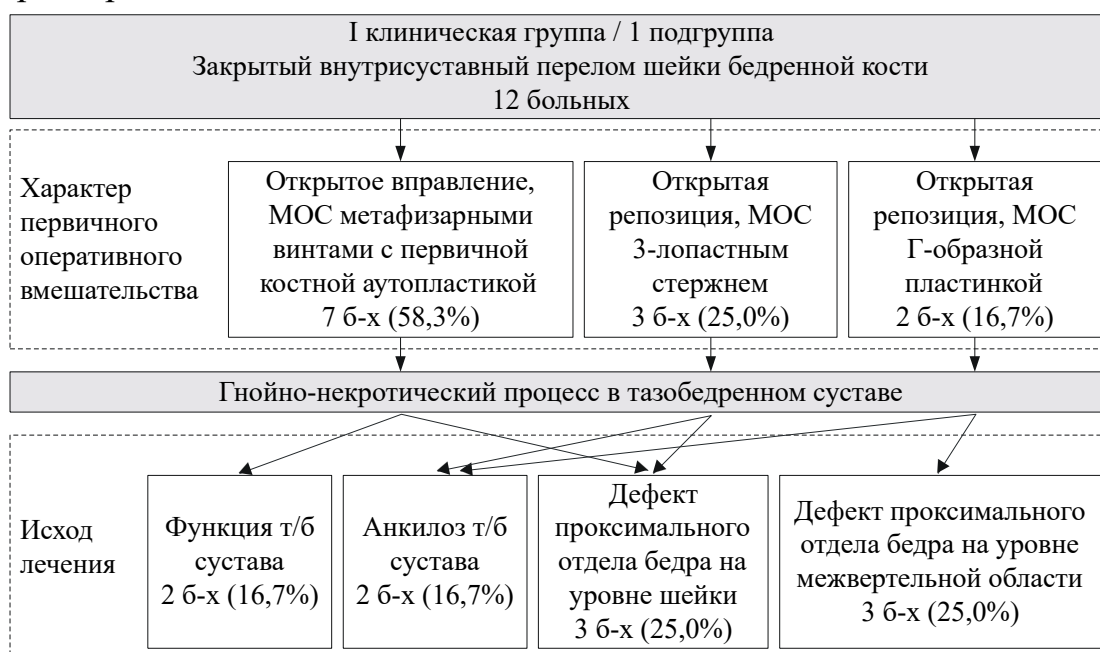 I клиническая группа / 1 подгруппа
Закрытый внутрисуставный перелом шейки бедренной кости
12 больных
Характер
первичного
оперативного
вмешательства
Открытое вправление,
МОС метафизарными
винтами с первичной
костной аутопластикой
7 б-х (58,3%)
Открытая
репозиция, МОС
3-лопастным
стержнем
3 б-х (25,0%)
Открытая
репозиция, МОС
Г-образной
пластинкой
2 б-х (16,7%)
Гнойно-некротический процесс в тазобедренном суставе
Исход
лечения
Функция т/б
сустава
2 б-х (16,7%)
Анкилоз т/б
сустава
2 б-х (16,7%)
Дефект
проксимального
отдела бедра на
уровне шейки
3 б-х (25,0%)
Дефект проксимального
отдела бедра на уровне
межвертельной области
3 б-х (25,0%)